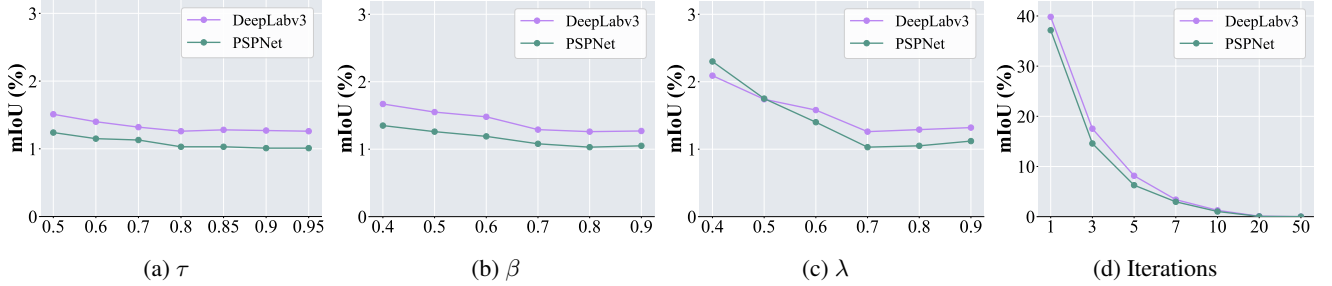 mIoU (%)
3
2
1
0
DeepLabv3
PSPNet
0.5 0.6 0.7 0.8 0.85 0.9 0.95
(a) τ
mIoU (%)
3
2
1
0
DeepLabv3
PSPNet
0.4 0.5 0.6 0.7 0.8 0.9
(b) β
mIoU (%)
3
2
1
0
DeepLabv3
PSPNet
0.4 0.5 0.6 0.7 0.8 0.9
(c) λ
mIoU (%)
40
30
20
10
0
DeepLabv3
PSPNet
1 3 5 7 10 20 50
(d) Iterations